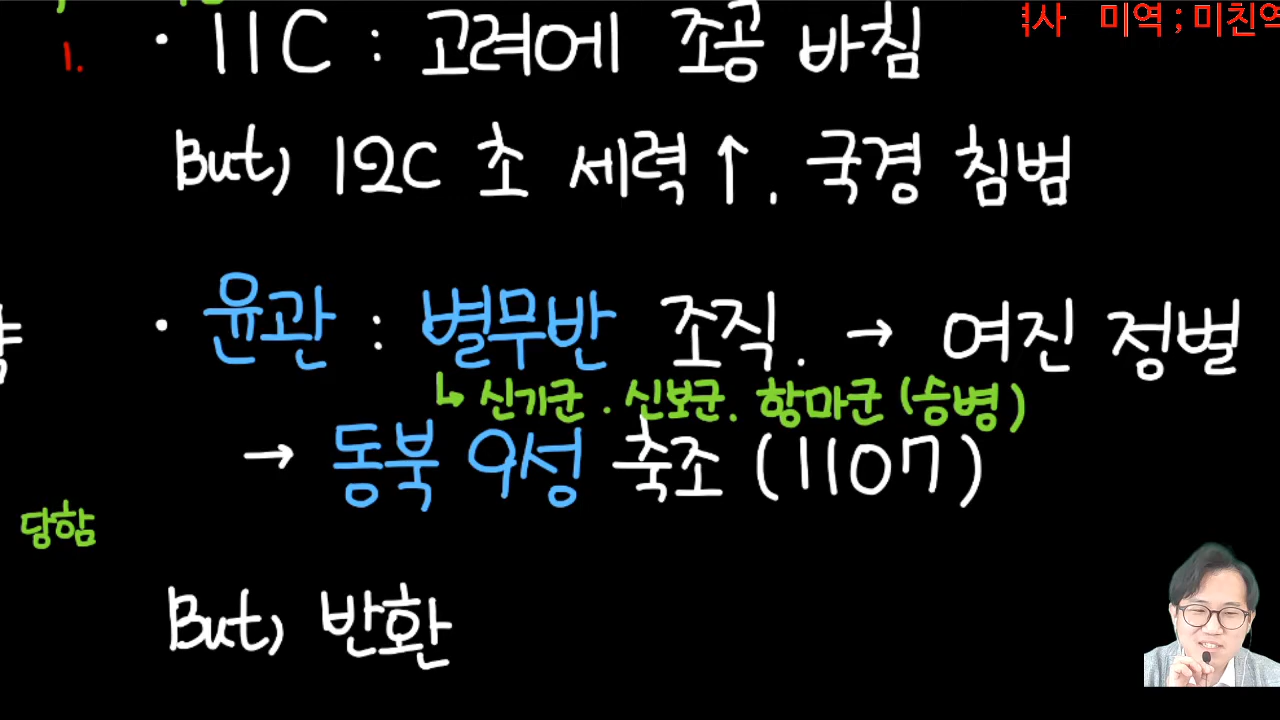 미역 ; 미친역
1. · 11C : 고려에 조공 바침
But) 12C 초 세력 ↑. 국경 침범
· 윤관 : 별무반 조직. → 여진 정벌
↳ 신기군 . 신보군. 항마군 (승병)
→ 동북 9성 축조 (1107)
당함
But) 반환